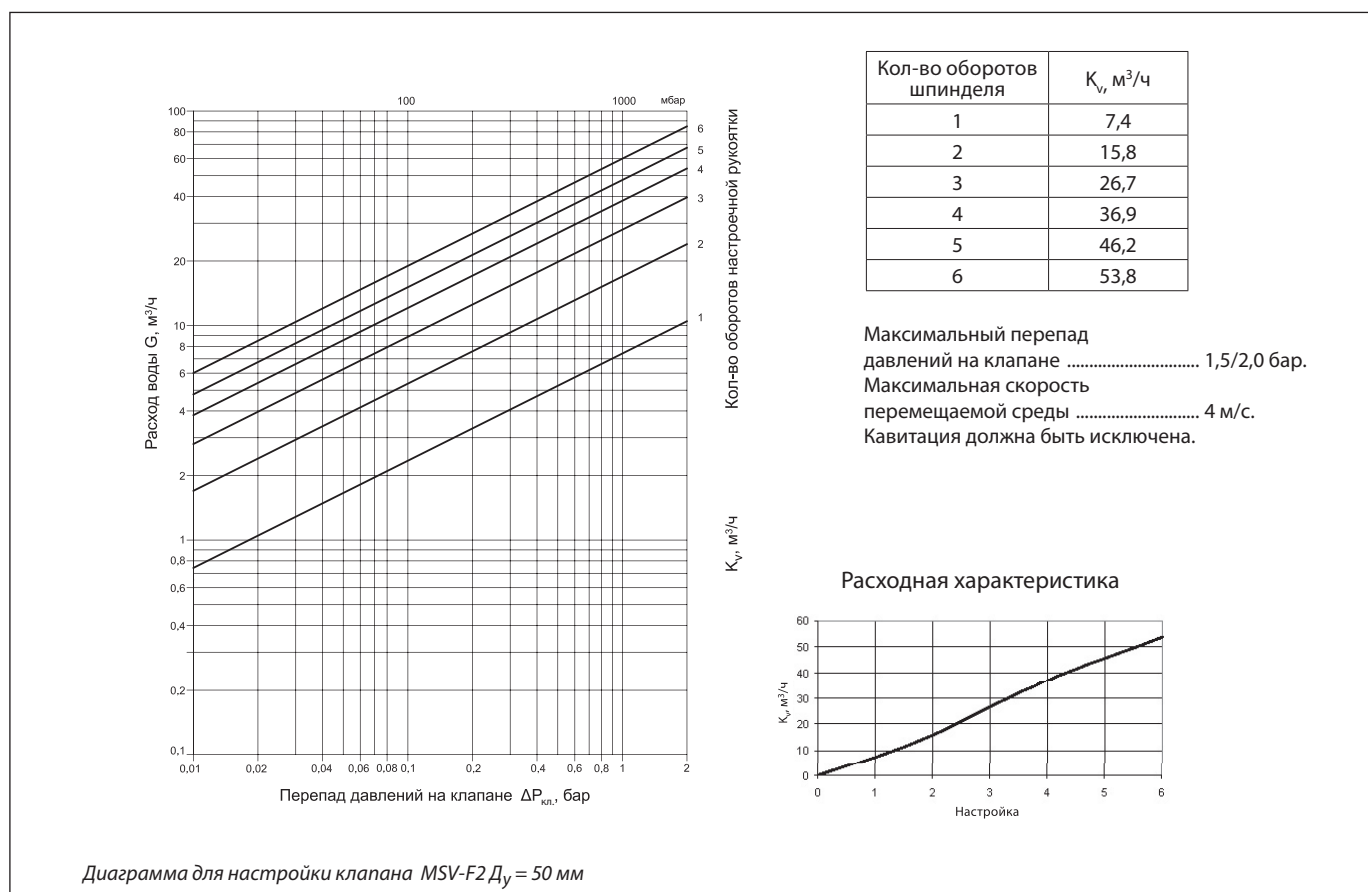 100 1000 мбар
100
80
60
40
20
10
8
6
4
2
1
0,8
0,6
0,4
0,2
0,1
Расход воды G, м³/ч
0,01 0,02 0,04 0,06 0,08 0,1 0,2 0,4 0,6 0,8 1 2
Перепад давлений на клапане ΔPкл., бар
6
5
4
3
2
1
Кол-во оборотов настроечной рукоятки
Kv, м³/ч
Кол-во оборотов шпинделя Kv, м³/ч
1 7,4
2 15,8
3 26,7
4 36,9
5 46,2
6 53,8
Максимальный перепад
давлений на клапане .............................. 1,5/2,0 бар.
Максимальная скорость
перемещаемой среды ............................ 4 м/с.
Кавитация должна быть исключена.
Расходная характеристика
60
50
40
30
20
10
0
Kv, м³/ч
0 1 2 3 4 5 6
Настройка
Диаграмма для настройки клапана MSV-F2 Ду = 50 мм